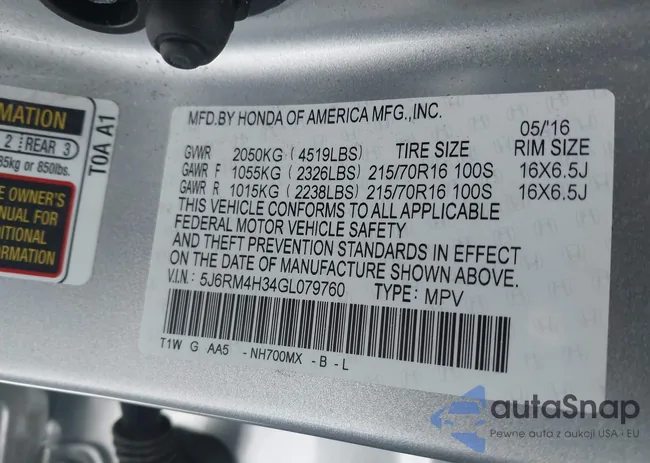 MATION
2 REAR 3
85kg or 850lbs.
E OWNER'S
ANUAL FOR
DITIONAL
FORMATION
T0A A1
MFD.BY HONDA OF AMERICA MFG.,INC.
05/'16
GVWR 2050KG (4519LBS) TIRE SIZE RIM SIZE
GAWR F 1055KG (2326LBS) 215/70R16 100S 16X6.5J
GAWR R 1015KG (2238LBS) 215/70R16 100S 16X6.5J
THIS VEHICLE CONFORMS TO ALL APPLICABLE
FEDERAL MOTOR VEHICLE SAFETY
AND THEFT PREVENTION STANDARDS IN EFFECT
ON THE DATE OF MANUFACTURE SHOWN ABOVE.
V.I.N.: 5J6RM4H34GL079760 TYPE: MPV
T1W G AA5 -NH700MX -B -L
autaSnap
Pewne auta z aukcji USA i EU